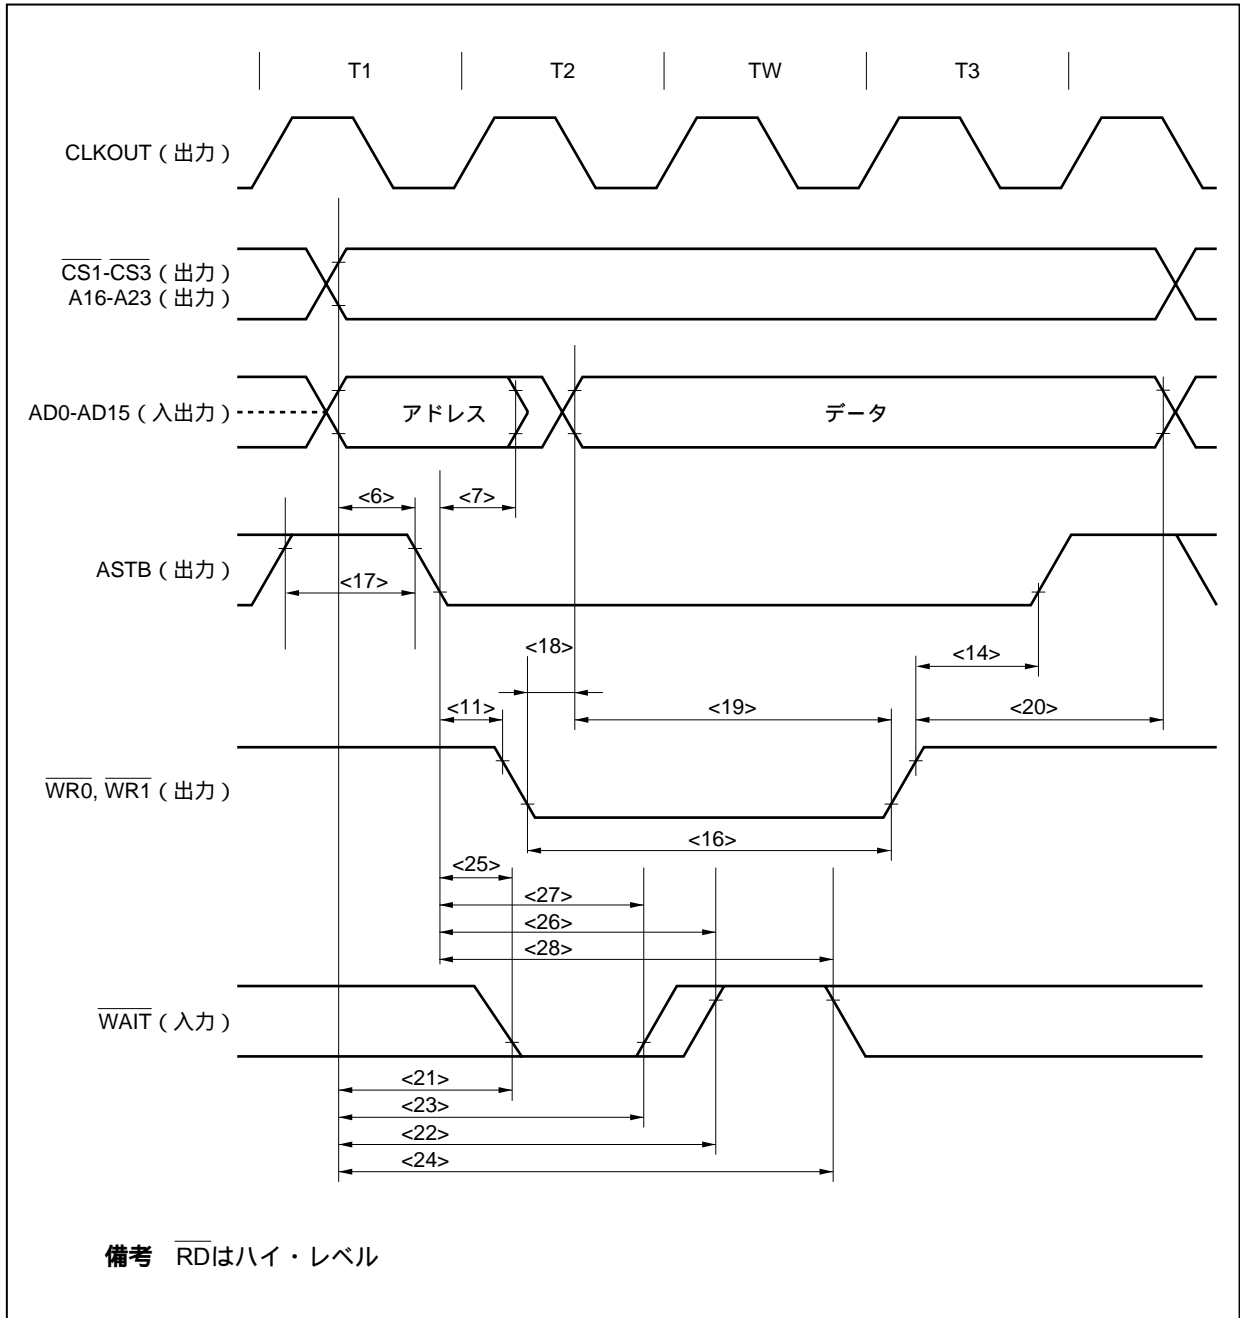 T1 T2 TW T3
CLKOUT（出力）
CS1-CS3（出力）
A16-A23（出力）
AD0-AD15（入出力）
アドレス データ
<6> <7>
ASTB（出力）
<17>
<18> <14>
<11> <19> <20>
WR0, WR1（出力）
<16>
<25>
<27>
<26>
<28>
WAIT（入力）
<21>
<23>
<22>
<24>
備考 RDはハイ・レベル